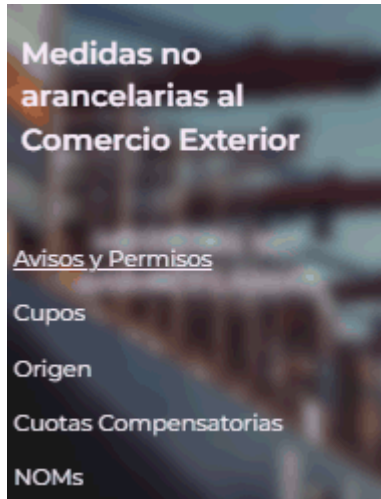 Medidas no
arancelarias al
Comercio Exterior
Avisos y Permisos
Cupos
Origen
Cuotas Compensatorias
NOMs